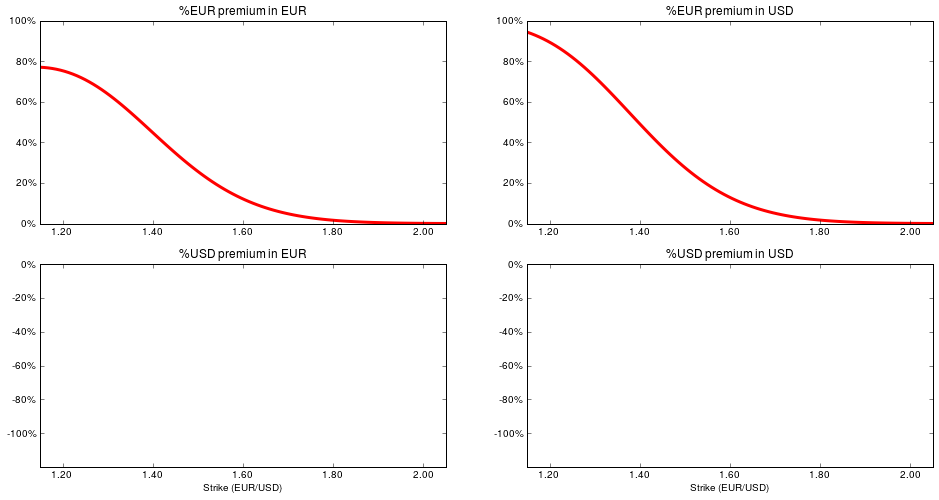 %EUR premium in EUR
100%
80%
60%
40%
20%
0%
1.20 1.40 1.60 1.80 2.00
%EUR premium in USD
100%
80%
60%
40%
20%
0%
1.20 1.40 1.60 1.80 2.00
%USD premium in EUR
0%
-20%
-40%
-60%
-80%
-100%
1.20 1.40 1.60 1.80 2.00
Strike (EUR/USD)
%USD premium in USD
0%
-20%
-40%
-60%
-80%
-100%
1.20 1.40 1.60 1.80 2.00
Strike (EUR/USD)